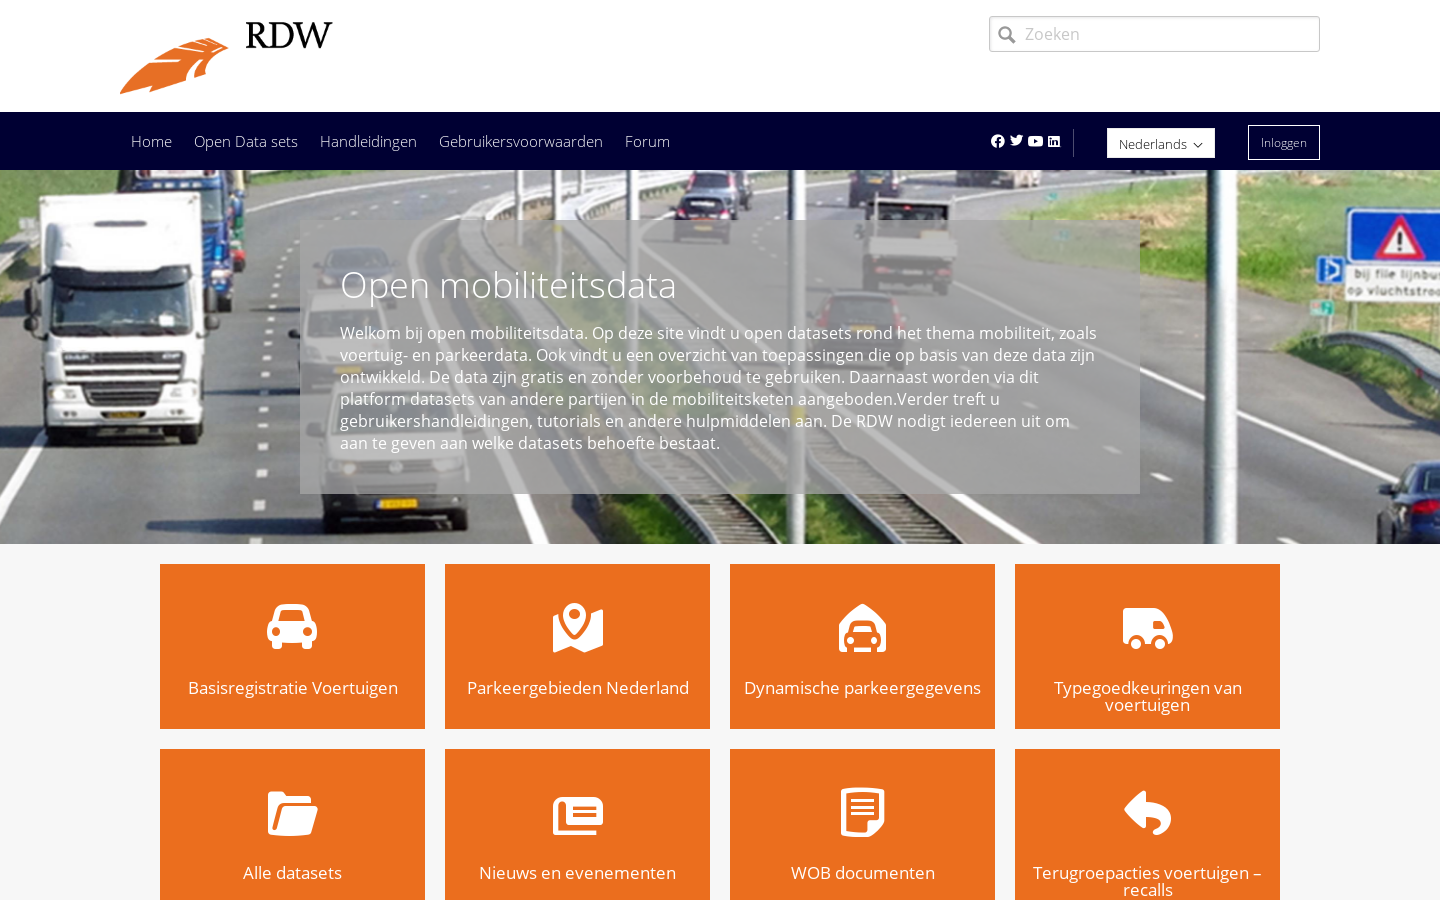 RDW
Zoeken
Home Open Data sets Handleidingen Gebruikersvoorwaarden Forum
Nederlands
Inloggen
bij file lijnbus
op vluchtstroo
Open mobiliteitsdata
Welkom bij open mobiliteitsdata. Op deze site vindt u open datasets rond het thema mobiliteit, zoals
voertuig- en parkeerdata. Ook vindt u een overzicht van toepassingen die op basis van deze data zijn
ontwikkeld. De data zijn gratis en zonder voorbehoud te gebruiken. Daarnaast worden via dit
platform datasets van andere partijen in de mobiliteitsketen aangeboden.Verder treft u
gebruikershandleidingen, tutorials en andere hulpmiddelen aan. De RDW nodigt iedereen uit om
aan te geven aan welke datasets behoefte bestaat.
Basisregistratie Voertuigen
Parkeergebieden Nederland
Dynamische parkeergegevens
Typegoedkeuringen van
voertuigen
Alle datasets
Nieuws en evenementen
WOB documenten
Terugroepacties voertuigen –
recalls